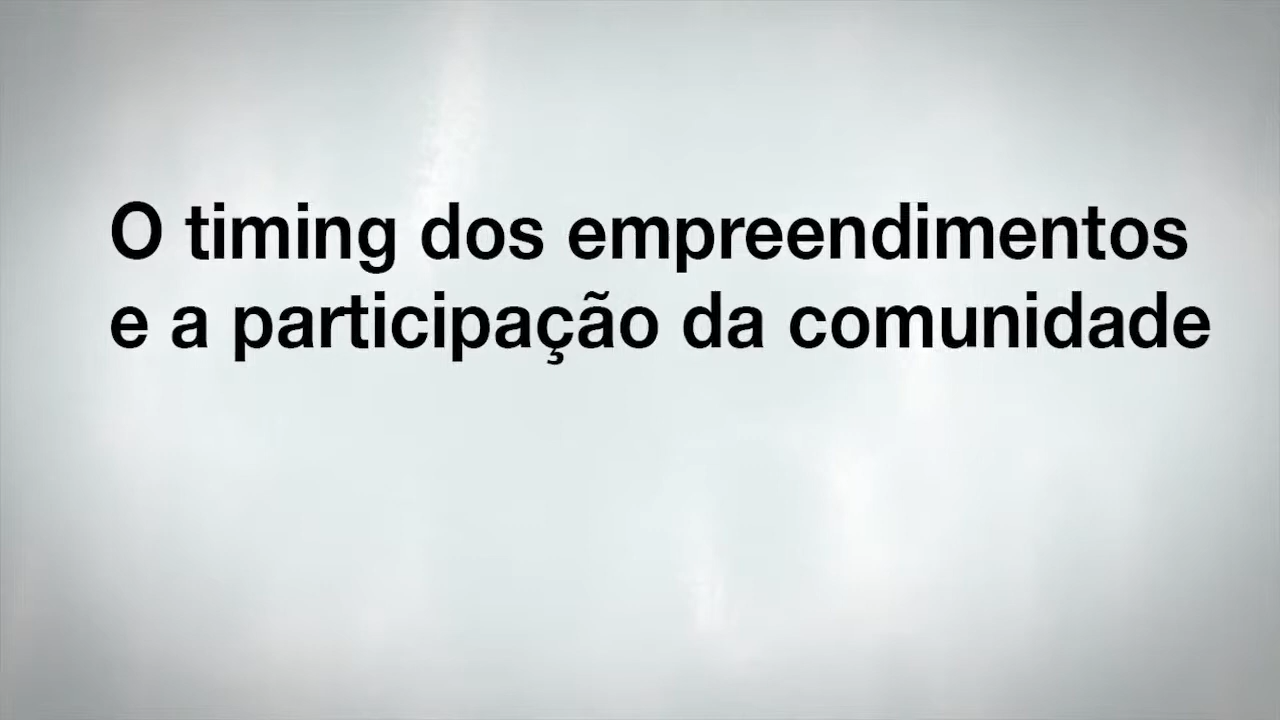 O timing dos empreendimentos
e a participação da comunidade